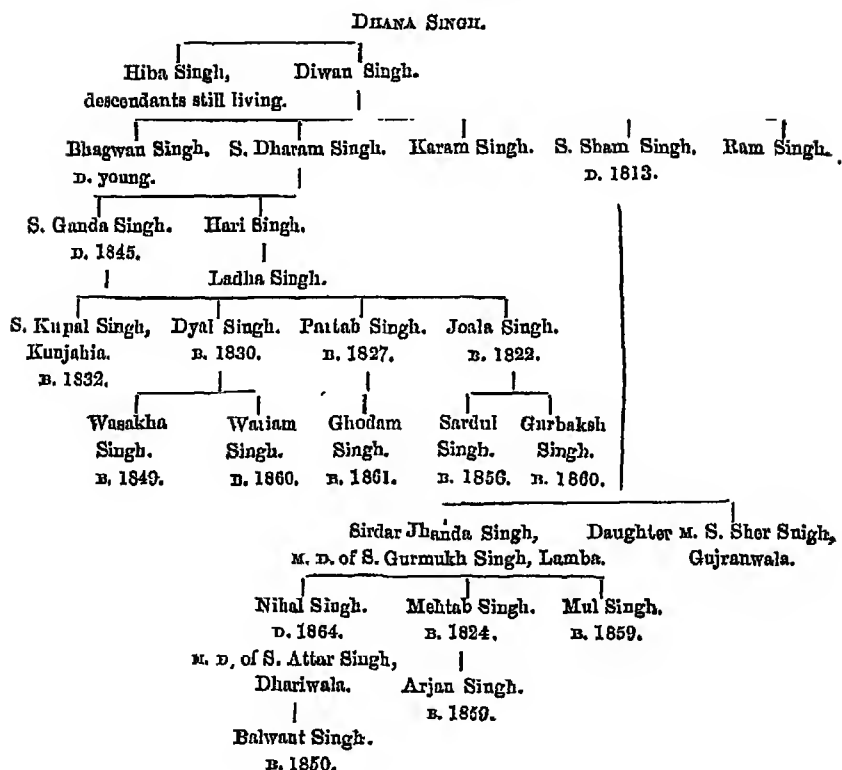 DHANA SINGH.
Hiba Singh, Diwan Singh.
descendants still living.
Bhagwan Singh. S. Dharam Singh. Karam Singh. S. Sham Singh. Ram Singh.
D. young. D. 1813.
S. Ganda Singh. Hari Singh.
D. 1845.
Ladha Singh.
S. Kupal Singh, Dyal Singh. Partab Singh. Joala Singh.
Kunjahia. B. 1830. B. 1827. B. 1822.
B. 1832.
Wasakha Wariam Ghodam Sardul Gurbaksh
Singh. Singh. Singh. Singh. Singh.
B. 1849. B. 1860. B. 1861. B. 1856. B. 1860.
Sirdar Jhanda Singh, Daughter M. S. Sher Snigh,
M. D. of S. Gurmukh Singh, Lamba. Gujranwala.
Nihal Singh. Mehtab Singh. Mul Singh.
D. 1864. B. 1824. B. 1859.
M. D, of S. Attar Singh,
Dhariwala. Arjan Singh.
B. 1859.
Balwant Singh.
B. 1850.